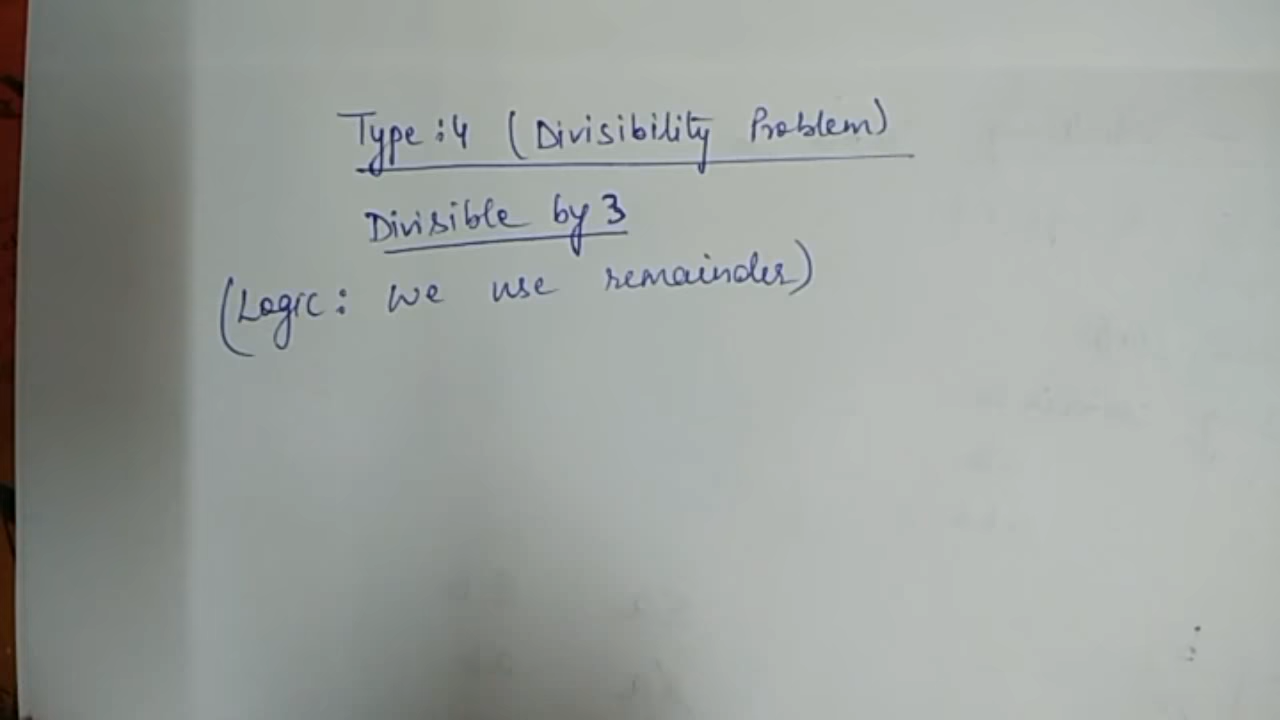 Type:4 (Divisibility Problem)
Divisible by 3
(Logic: we use remainder)